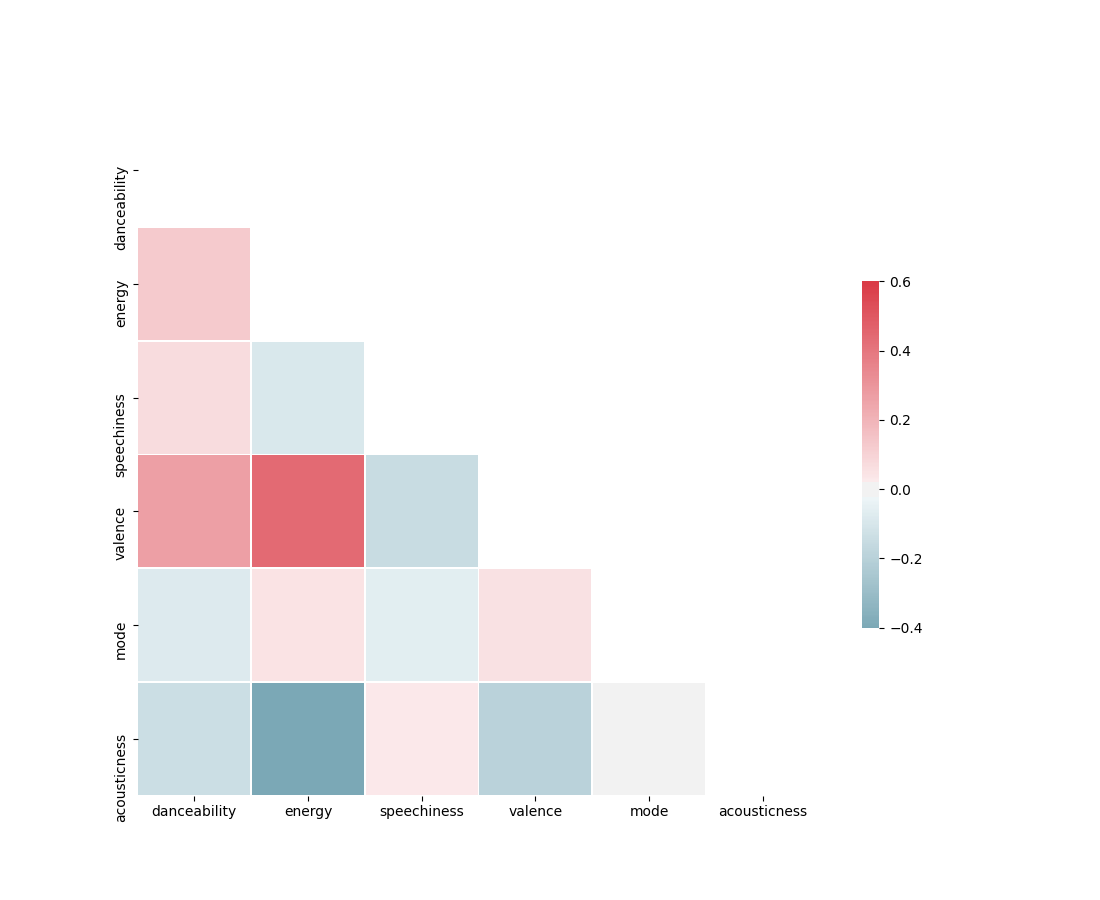 danceability
energy
speechiness
valence
mode
acousticness
danceability energy speechiness valence mode acousticness
0.6
0.4
0.2
0.0
−0.2
−0.4